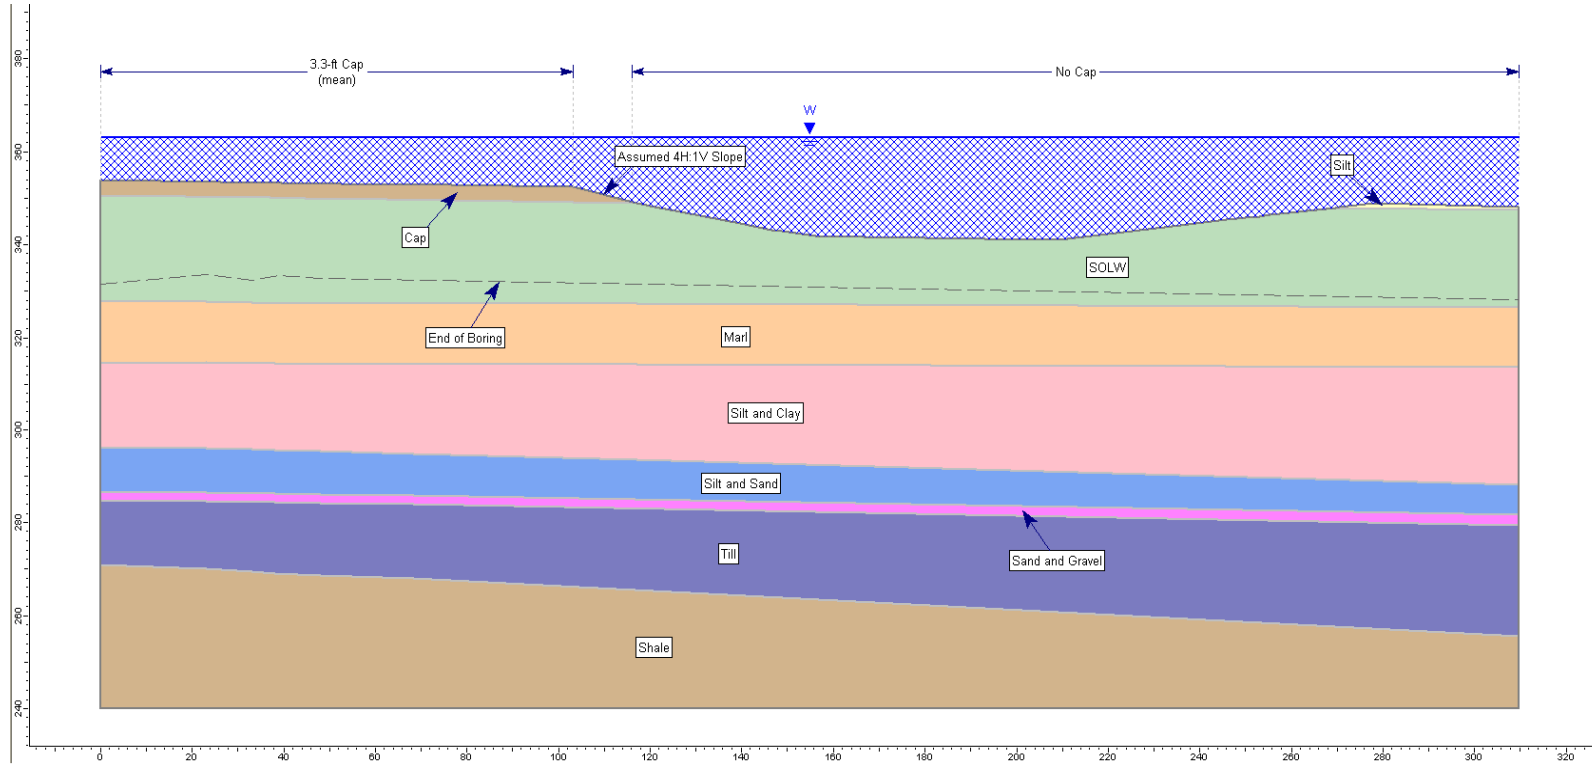 3.3-ft Cap
(mean)
No Cap
W
Assumed 4H:1V Slope
Silt
Cap
SOLW
End of Boring
Marl
Silt and Clay
Silt and Sand
Till
Sand and Gravel
Shale
380
360
340
320
300
280
260
240
0 20 40 60 80 100 120 140 160 180 200 220 240 260 280 300 320